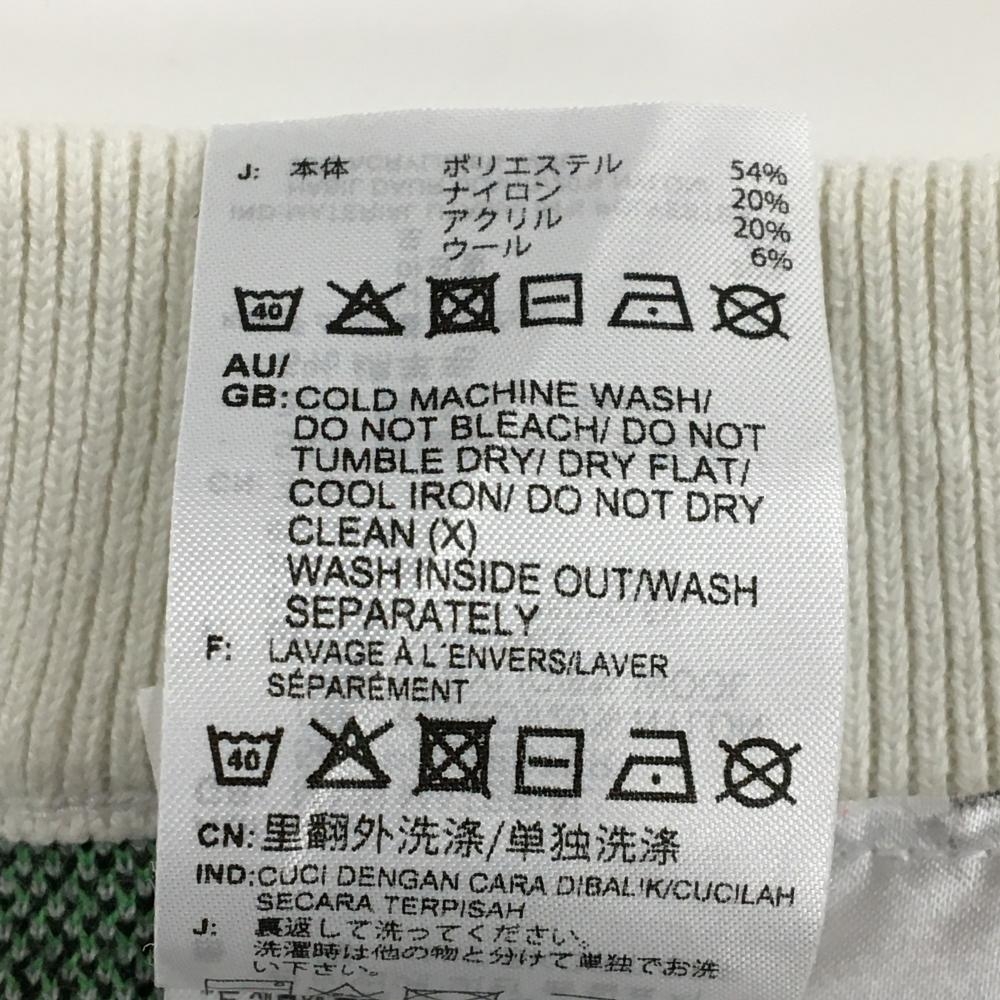 J: 本体 ポリエステル 54%
ナイロン 20%
アクリル 20%
ウール 6%
40
AU/
GB: COLD MACHINE WASH/
DO NOT BLEACH/ DO NOT
TUMBLE DRY/ DRY FLAT/
COOL IRON/ DO NOT DRY
CLEAN (X)
WASH INSIDE OUT/WASH
SEPARATELY
F: LAVAGE À L'ENVERS/LAVER
SÉPARÉMENT
40
CN: 里翻外洗涤/单独洗涤
IND: CUCI DENGAN CARA DIBALIK/CUCILAH
SECARA TERPISAH
J: 裏返して洗ってください。
洗濯時は他の物と分けて単独でお洗
い下さい。